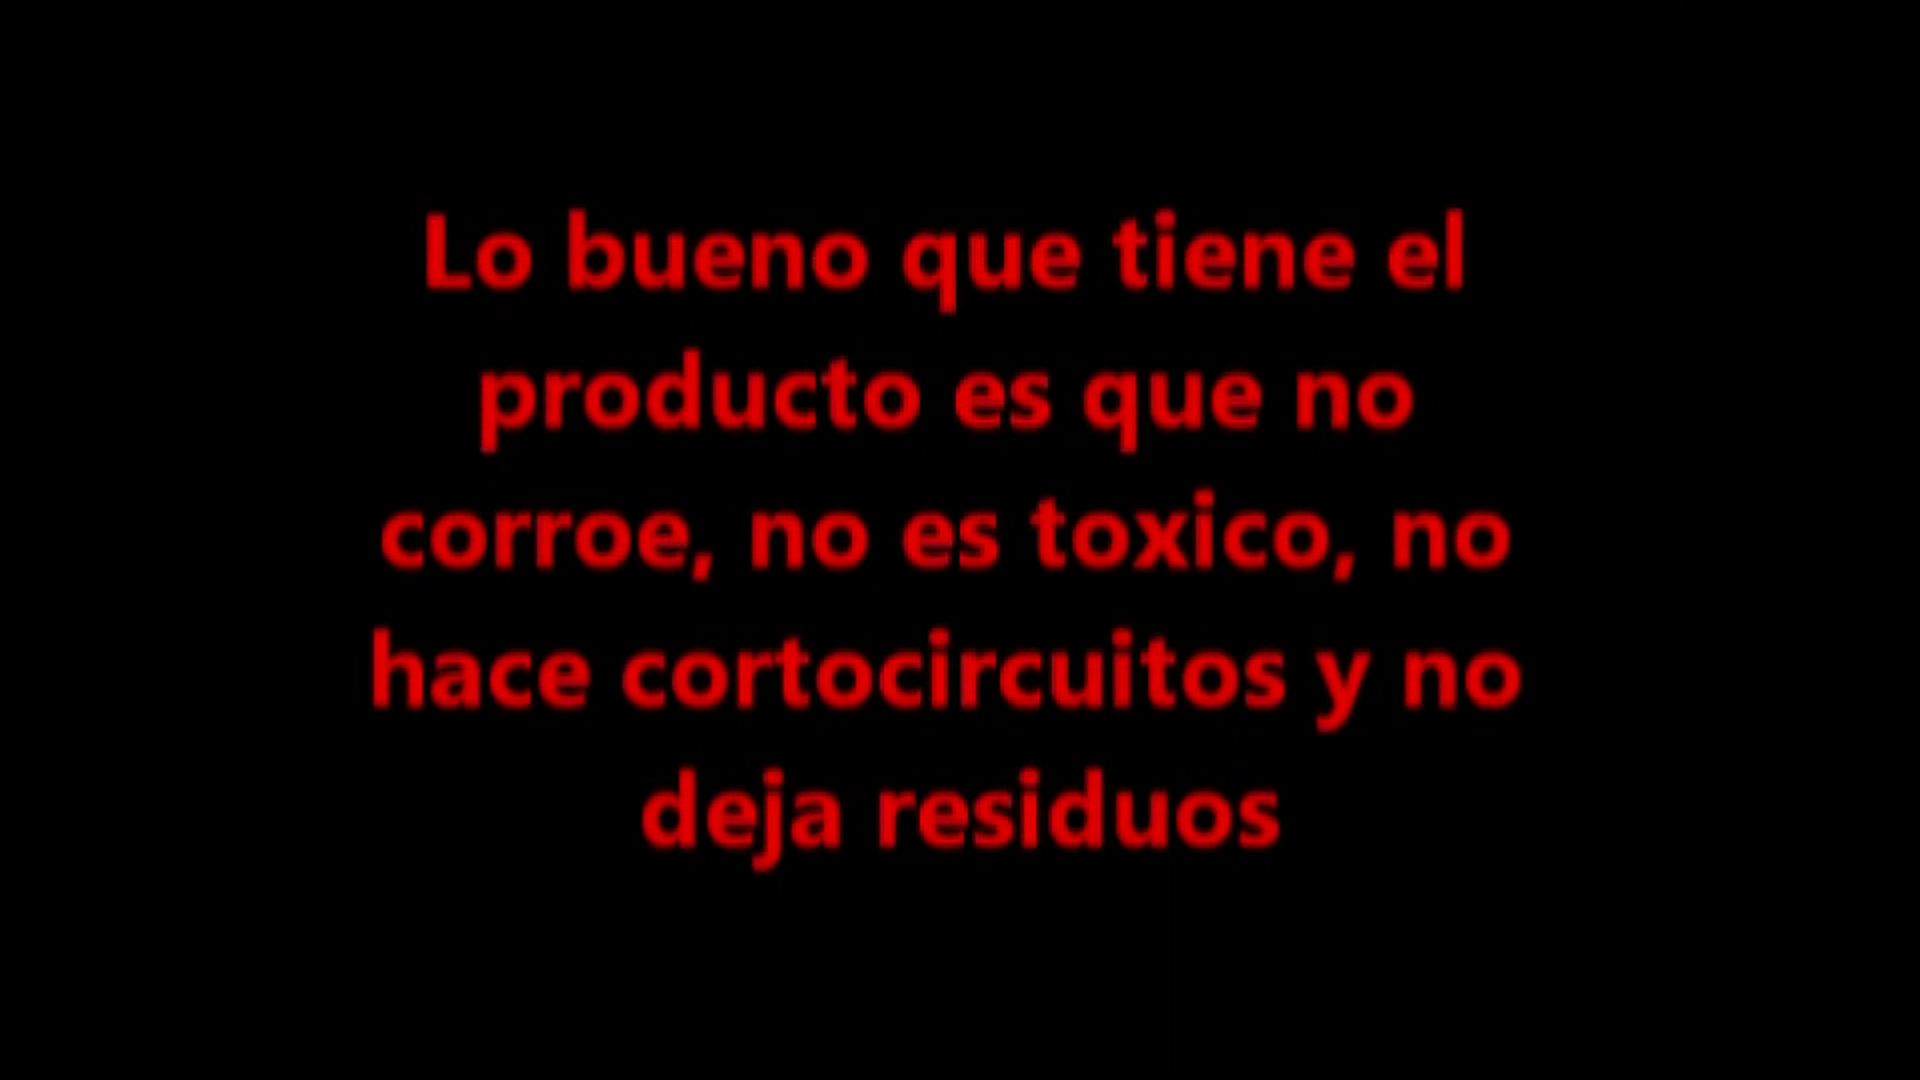 Lo bueno que tiene el
producto es que no
corroe, no es toxico, no
hace cortocircuitos y no
deja residuos